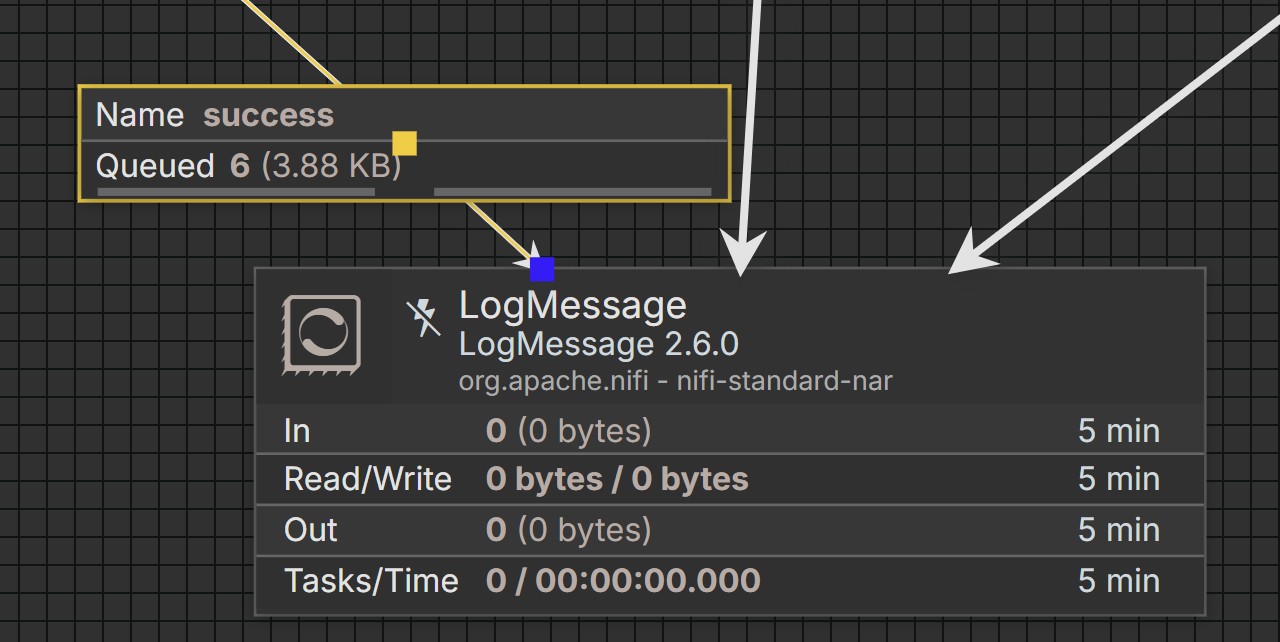 Name success
Queued 6 (3.88 KB)
LogMessage
LogMessage 2.6.0
org.apache.nifi - nifi-standard-nar
In 0 (0 bytes) 5 min
Read/Write 0 bytes / 0 bytes 5 min
Out 0 (0 bytes) 5 min
Tasks/Time 0 / 00:00:00.000 5 min